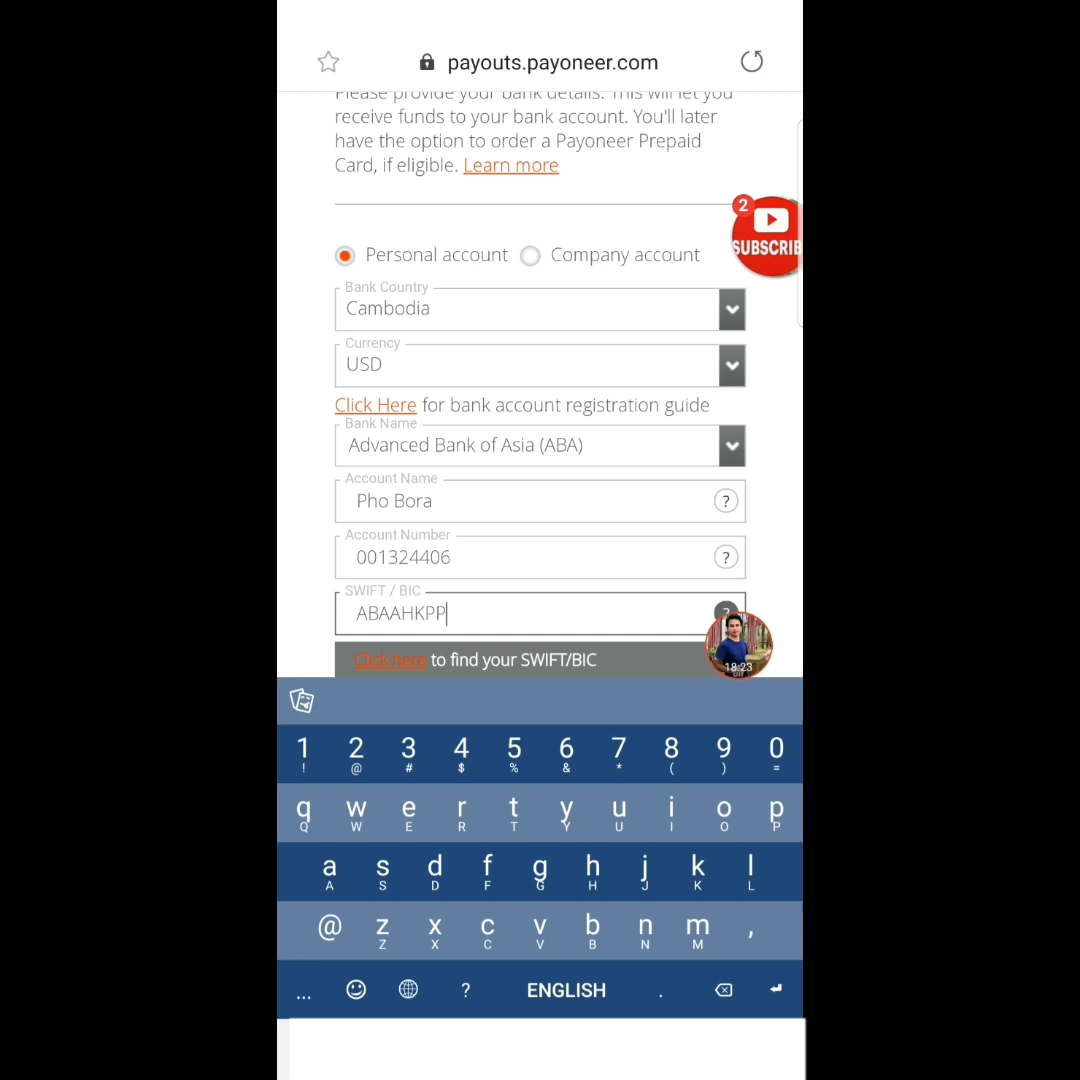 payouts.payoneer.com
Please provide your bank details. This will let you
receive funds to your bank account. You'll later
have the option to order a Payoneer Prepaid
Card, if eligible. Learn more
2
SUBSCRIB
Personal account Company account
Bank Country
Cambodia
Currency
USD
Click Here for bank account registration guide
Bank Name
Advanced Bank of Asia (ABA)
Account Name
Pho Bora
?
Account Number
001324406
?
SWIFT / BIC
ABAAHKPP
?
Click here to find your SWIFT/BIC
18:23
1 2 3 4 5 6 7 8 9 0
! @ # $ % & * ( ) =
q w e r t y u i o p
Q W E R T Y U I O P
a s d f g h j k l
A S D F G H J K L
@ z x c v b n m ,
Z X C V B N M
... ? ENGLISH .